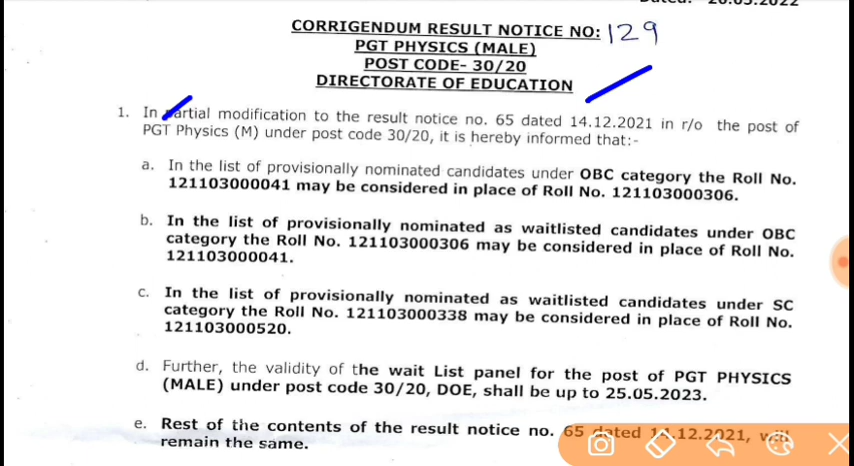 20.05.2022
CORRIGENDUM RESULT NOTICE NO: 129
PGT PHYSICS (MALE)
POST CODE- 30/20
DIRECTORATE OF EDUCATION
1. In partial modification to the result notice no. 65 dated 14.12.2021 in r/o the post of
PGT Physics (M) under post code 30/20, it is hereby informed that:-
a. In the list of provisionally nominated candidates under OBC category the Roll No.
121103000041 may be considered in place of Roll No. 121103000306.
b. In the list of provisionally nominated as waitlisted candidates under OBC
category the Roll No. 121103000306 may be considered in place of Roll No.
121103000041.
c. In the list of provisionally nominated as waitlisted candidates under SC
category the Roll No. 121103000338 may be considered in place of Roll No.
121103000520.
d. Further, the validity of the wait List panel for the post of PGT PHYSICS
(MALE) under post code 30/20, DOE, shall be up to 25.05.2023.
e. Rest of the contents of the result notice no. 65 dated 14.12.2021, will
remain the same.